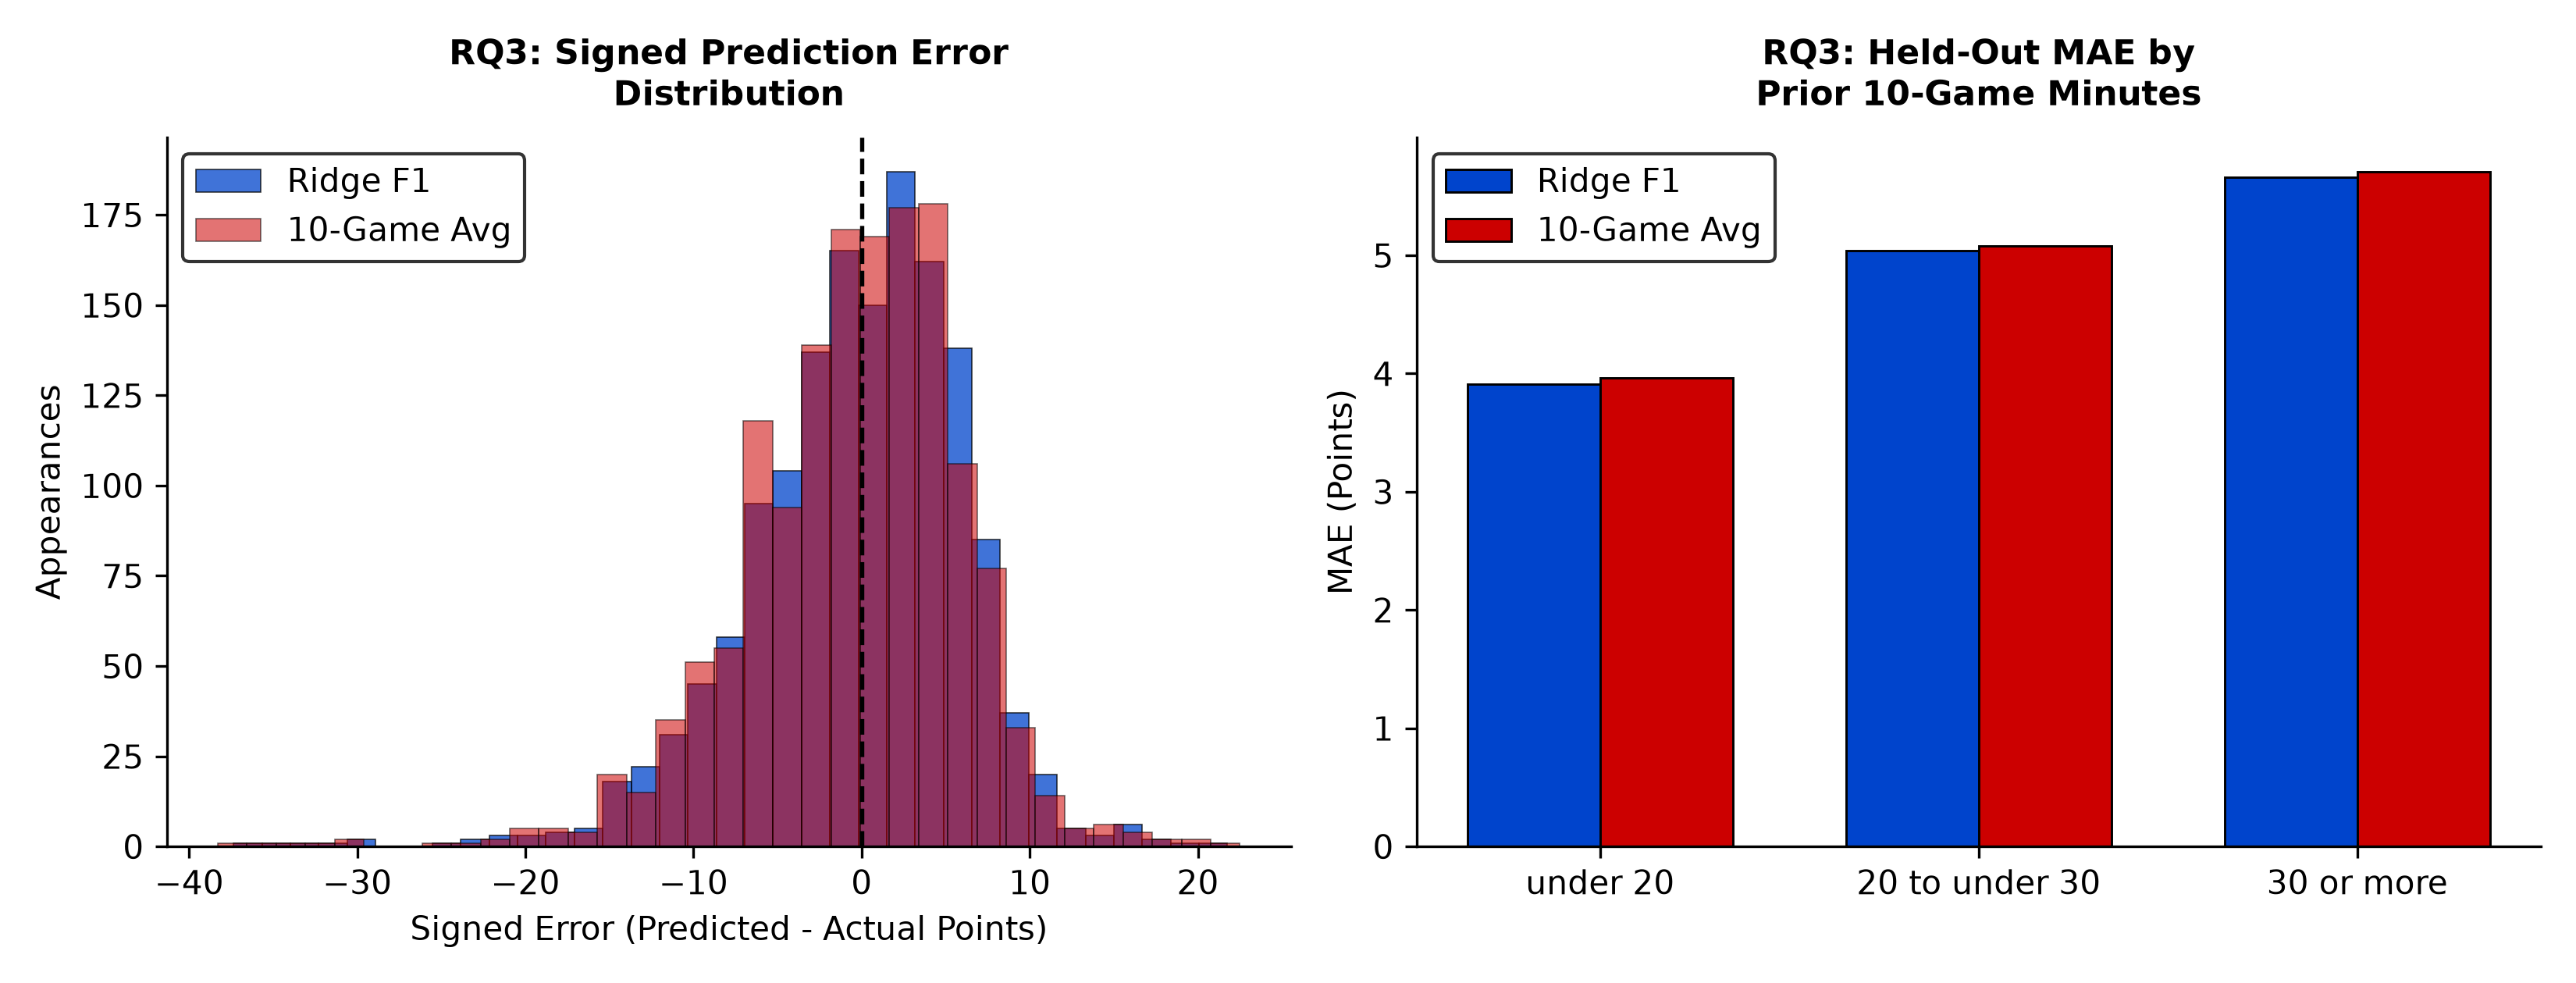 RQ3: Signed Prediction Error
Distribution
Ridge F1
10-Game Avg
Appearances
175
150
125
100
75
50
25
0
−40
−30
−20
−10
0
10
20
Signed Error (Predicted - Actual Points)
RQ3: Held-Out MAE by
Prior 10-Game Minutes
Ridge F1
10-Game Avg
MAE (Points)
5
4
3
2
1
0
under 20
20 to under 30
30 or more